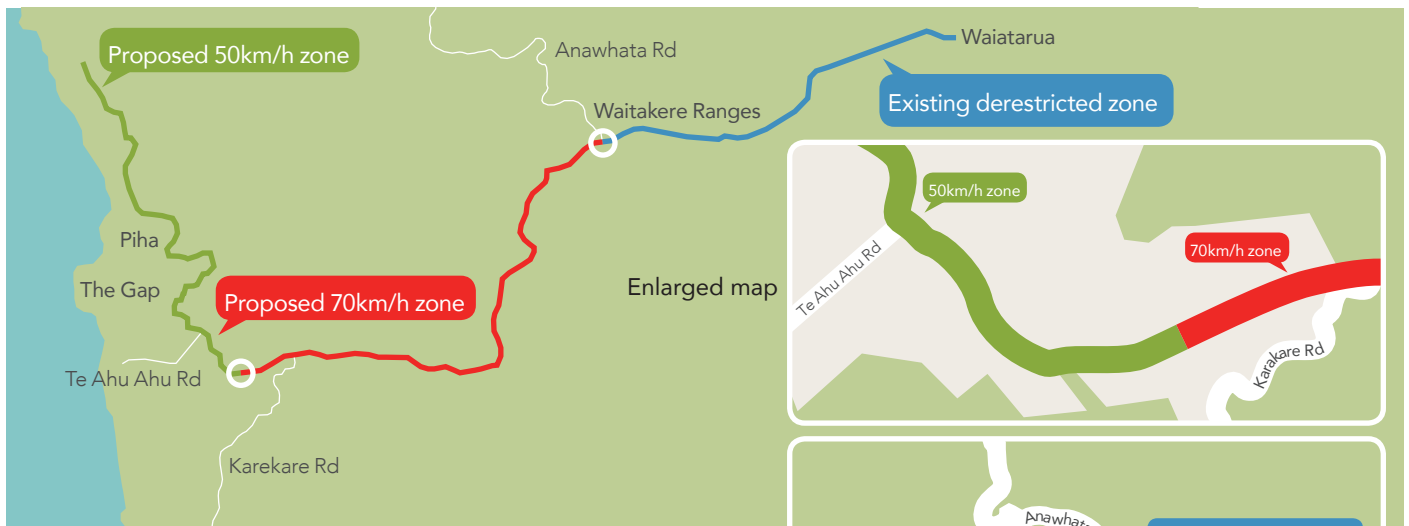 Proposed 50km/h zone
Anawhata Rd
Waiatarua
Waitakere Ranges
Existing derestricted zone
Piha
The Gap
Proposed 70km/h zone
Te Ahu Ahu Rd
Karekare Rd
Enlarged map
50km/h zone
70km/h zone
Te Ahu Ahu Rd
Karakare Rd